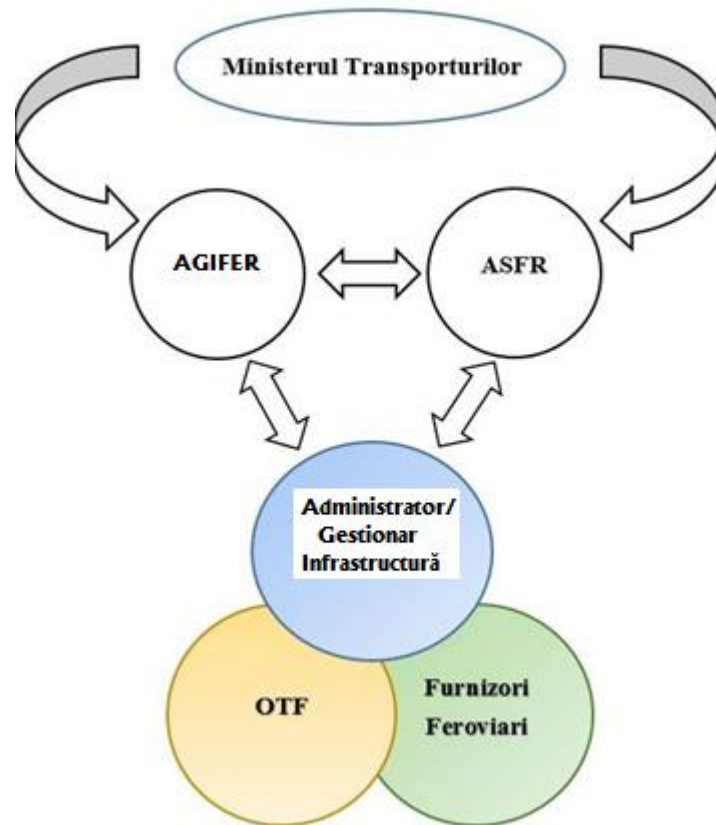 Ministerul Transporturilor
AGIFER
ASFR
Administrator/
Gestionar
Infrastructură
OTF
Furnizori
Feroviari